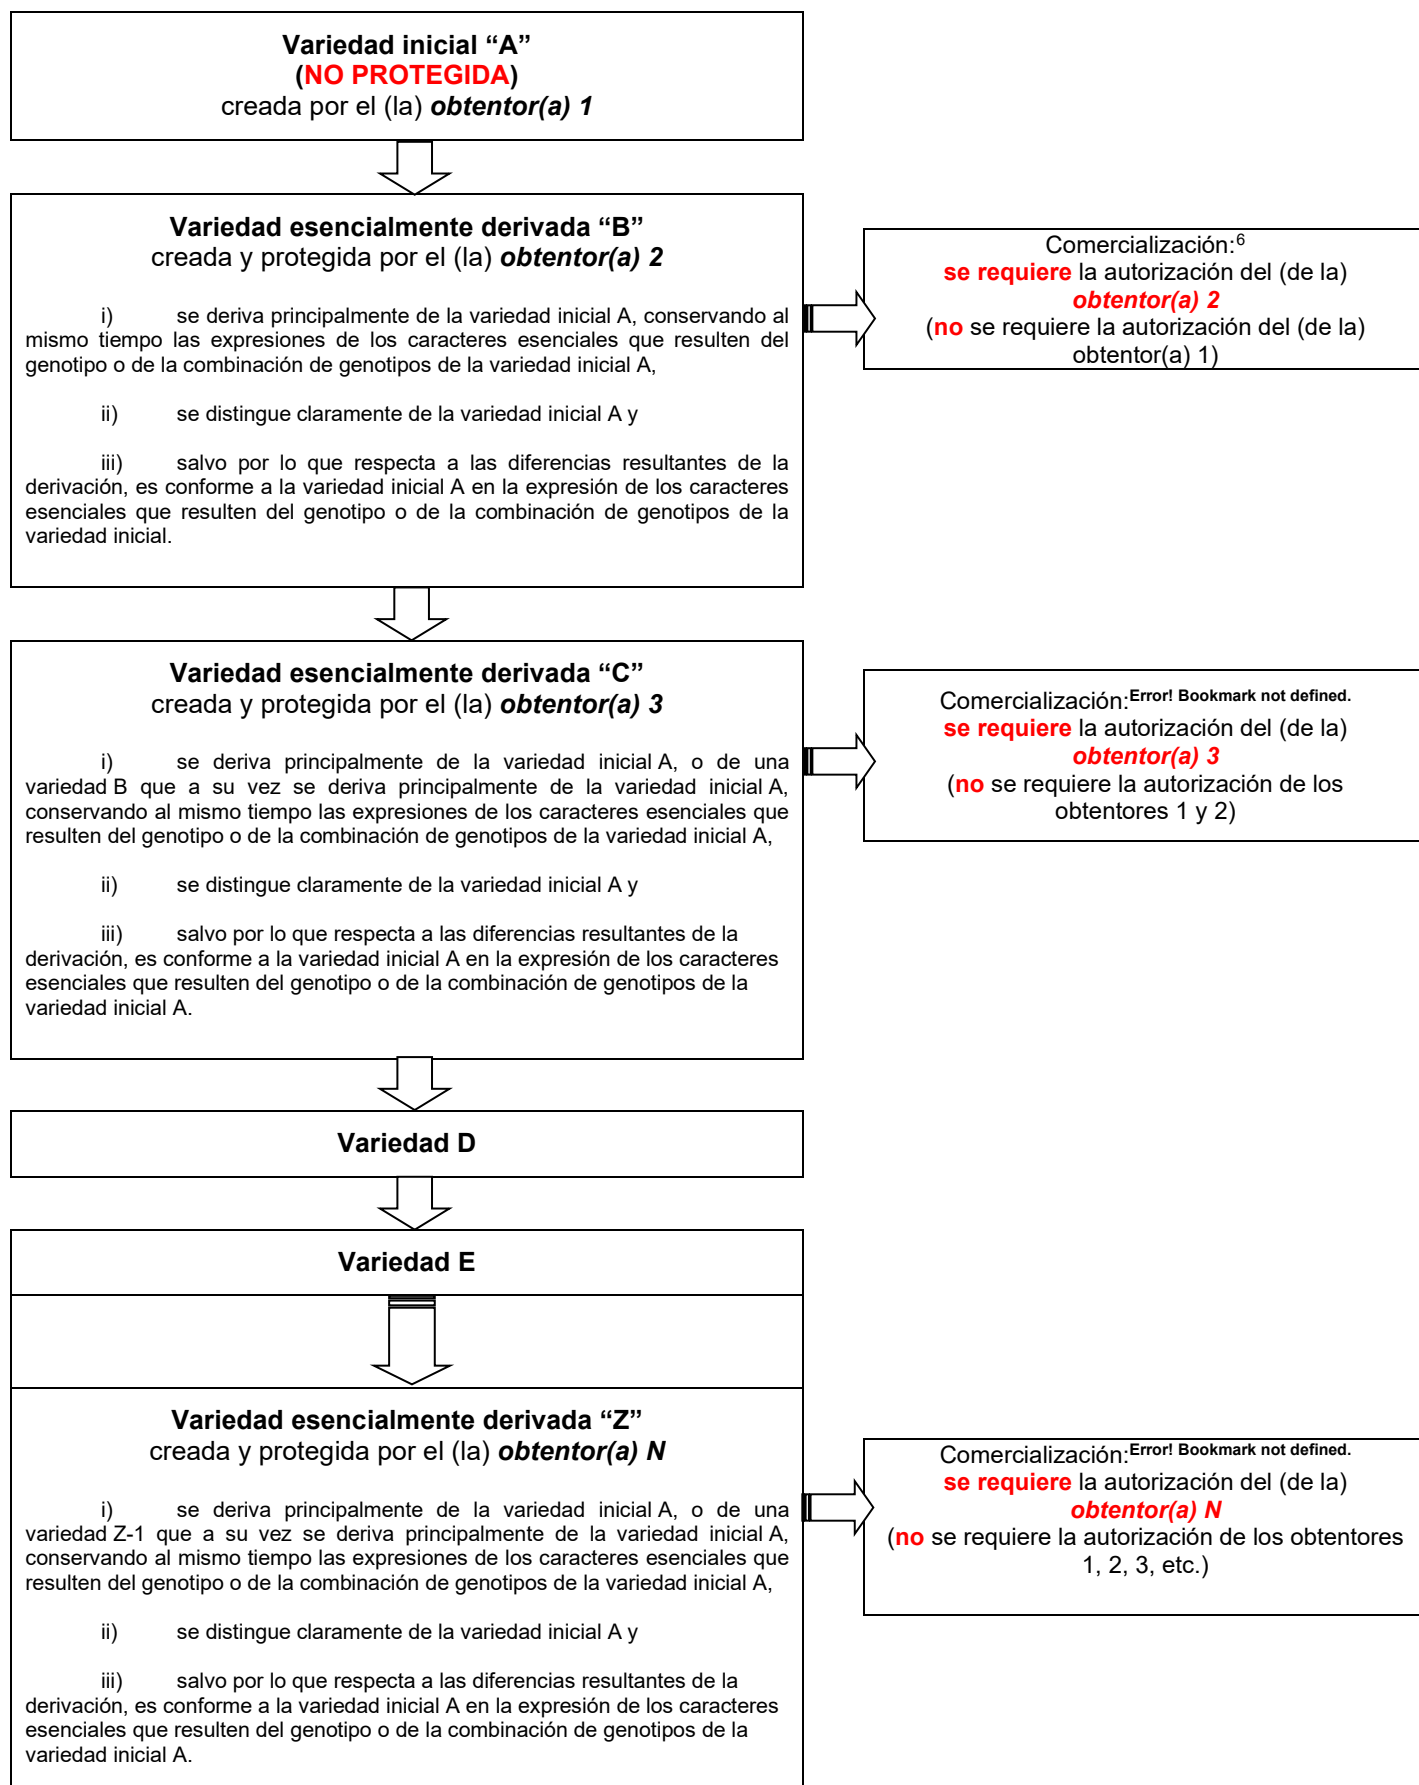 Variedad inicial “A”
(NO PROTEGIDA)
creada por el (la) obtentor(a) 1
Variedad esencialmente derivada “B”
creada y protegida por el (la) obtentor(a) 2
i) se deriva principalmente de la variedad inicial A, conservando al
mismo tiempo las expresiones de los caracteres esenciales que resulten del
genotipo o de la combinación de genotipos de la variedad inicial A,
ii) se distingue claramente de la variedad inicial A y
iii) salvo por lo que respecta a las diferencias resultantes de la
derivación, es conforme a la variedad inicial A en la expresión de los caracteres
esenciales que resulten del genotipo o de la combinación de genotipos de la
variedad inicial.
Comercialización:6
se requiere la autorización del (de la)
obtentor(a) 2
(no se requiere la autorización del (de la)
obtentor(a) 1)
Variedad esencialmente derivada “C”
creada y protegida por el (la) obtentor(a) 3
i) se deriva principalmente de la variedad inicial A, o de una
variedad B que a su vez se deriva principalmente de la variedad inicial A,
conservando al mismo tiempo las expresiones de los caracteres esenciales que
resulten del genotipo o de la combinación de genotipos de la variedad inicial A,
ii) se distingue claramente de la variedad inicial A y
iii) salvo por lo que respecta a las diferencias resultantes de la
derivación, es conforme a la variedad inicial A en la expresión de los caracteres
esenciales que resulten del genotipo o de la combinación de genotipos de la
variedad inicial A.
Comercialización:Error! Bookmark not defined.
se requiere la autorización del (de la)
obtentor(a) 3
(no se requiere la autorización de los
obtentores 1 y 2)
Variedad D
Variedad E
Variedad esencialmente derivada “Z”
creada y protegida por el (la) obtentor(a) N
i) se deriva principalmente de la variedad inicial A, o de una
variedad Z-1 que a su vez se deriva principalmente de la variedad inicial A,
conservando al mismo tiempo las expresiones de los caracteres esenciales que
resulten del genotipo o de la combinación de genotipos de la variedad inicial A,
ii) se distingue claramente de la variedad inicial A y
iii) salvo por lo que respecta a las diferencias resultantes de la
derivación, es conforme a la variedad inicial A en la expresión de los caracteres
esenciales que resulten del genotipo o de la combinación de genotipos de la
variedad inicial A.
Comercialización:Error! Bookmark not defined.
se requiere la autorización del (de la)
obtentor(a) N
(no se requiere la autorización de los obtentores
1, 2, 3, etc.)